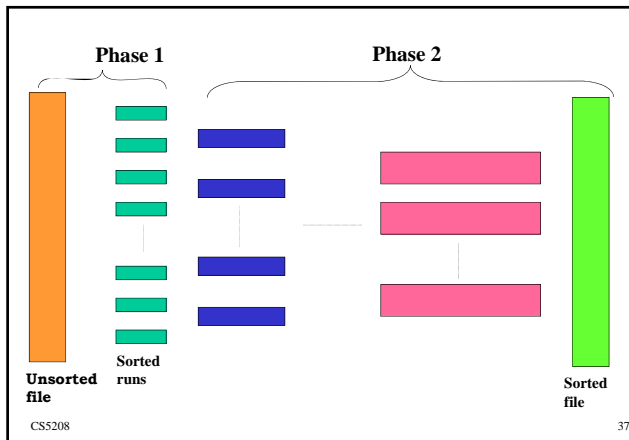 Phase 1
Phase 2
Unsorted
file
Sorted
runs
Sorted
file
CS5208
37